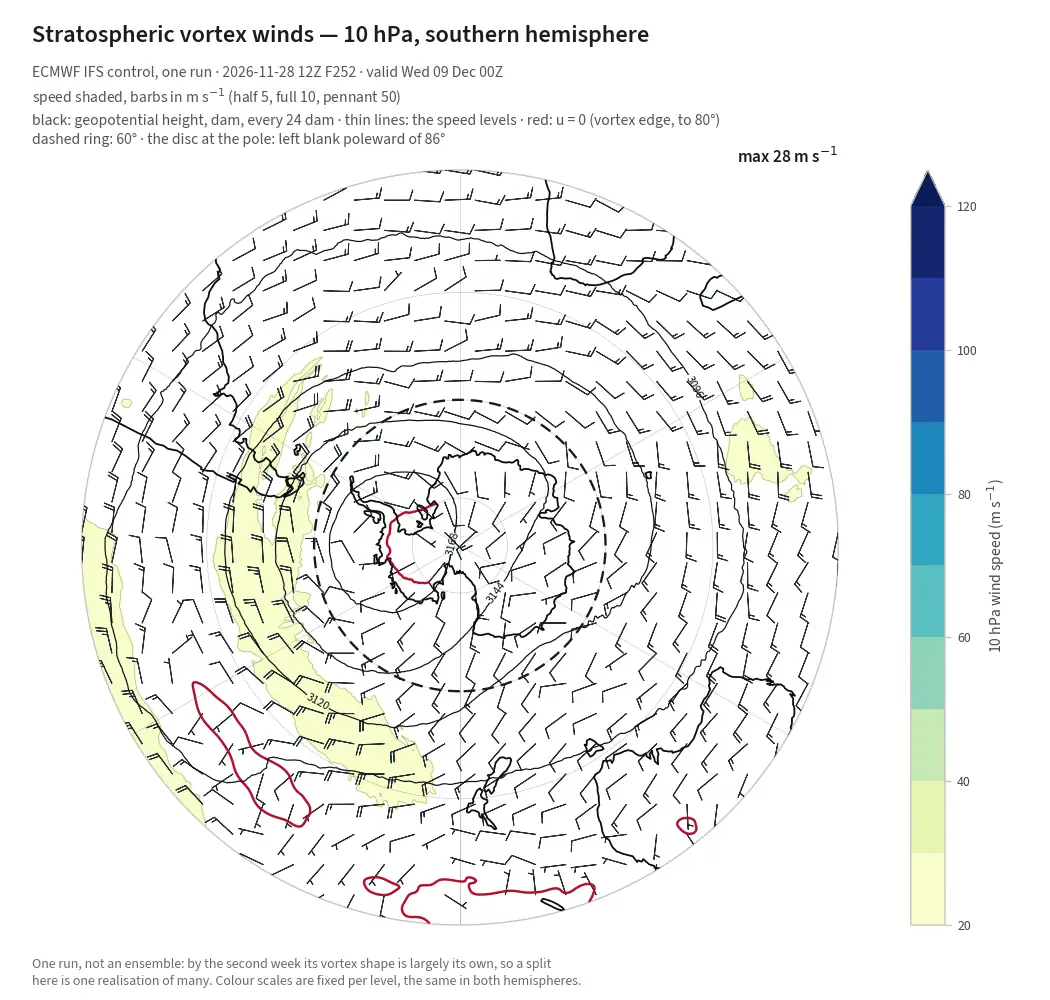 Stratospheric vortex winds — 10 hPa, southern hemisphere
ECMWF IFS control, one run · 2026-11-28 12Z F252 · valid Wed 09 Dec 00Z
speed shaded, barbs in m s⁻¹ (half 5, full 10, pennant 50)
black: geopotential height, dam, every 24 dam · thin lines: the speed levels · red: u = 0 (vortex edge, to 80°)
dashed ring: 60° · the disc at the pole: left blank poleward of 86°
max 28 m s⁻¹
120
100
80
60
40
20
10 hPa wind speed (m s⁻¹)
3096
3168
3144
3120
One run, not an ensemble: by the second week its vortex shape is largely its own, so a split
here is one realisation of many. Colour scales are fixed per level, the same in both hemispheres.